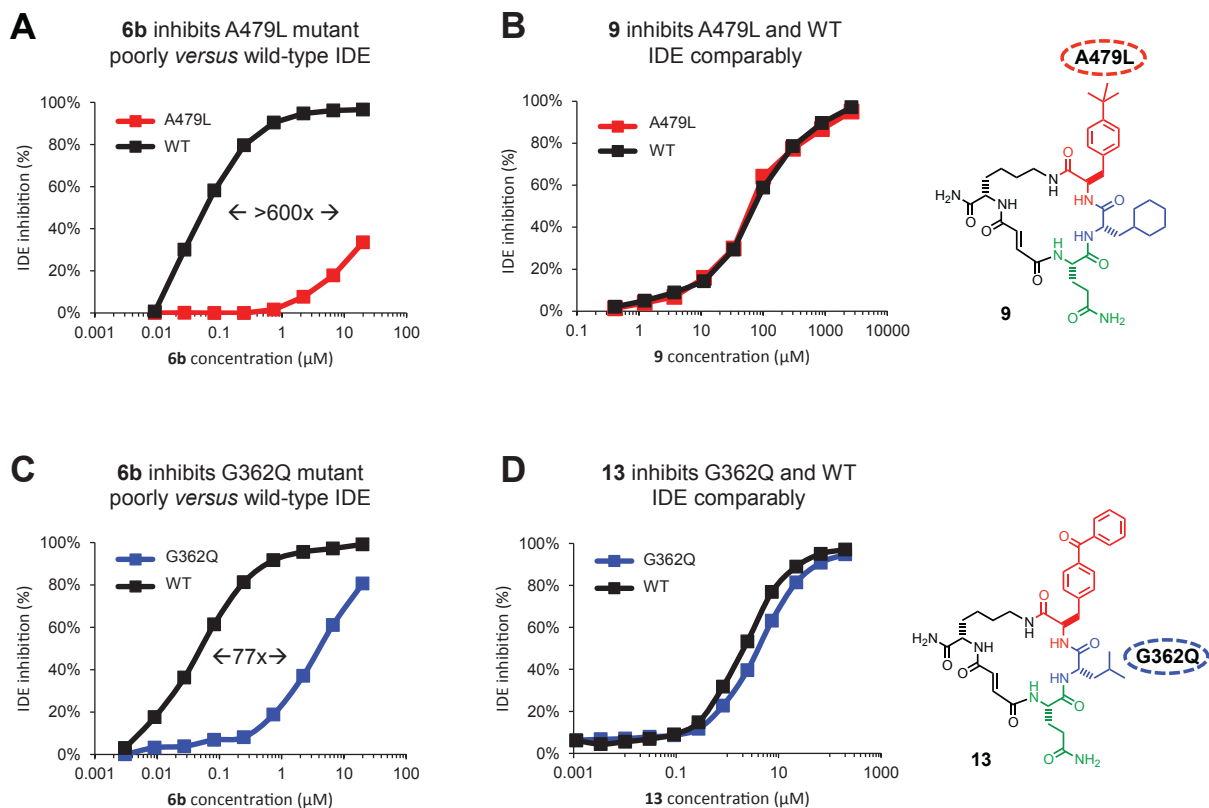 A
6b inhibits A479L mutant
poorly versus wild-type IDE
IDE inhibition (%)
100%
80%
60%
40%
20%
0%
A479L
WT
← >600x →
0.001
0.01
0.1
1
10
100
6b concentration (µM)
B
9 inhibits A479L and WT
IDE comparably
IDE inhibition (%)
100%
80%
60%
40%
20%
0%
A479L
WT
0.1
1
10
100
1000
10000
9 concentration (µM)
A479L
O
NH
HN
O
H2N
O
NH
O
HN
O
H
N
O
O
O
NH2
9
C
6b inhibits G362Q mutant
poorly versus wild-type IDE
IDE inhibition (%)
100%
80%
60%
40%
20%
0%
G362Q
WT
←77x→
0.001
0.01
0.1
1
10
100
6b concentration (µM)
D
13 inhibits G362Q and WT
IDE comparably
IDE inhibition (%)
100%
80%
60%
40%
20%
0%
G362Q
WT
0.001
0.1
10
1000
13 concentration (µM)
O
O
NH
HN
O
G362Q
H2N
O
NH
O
HN
O
H
N
O
O
O
NH2
13